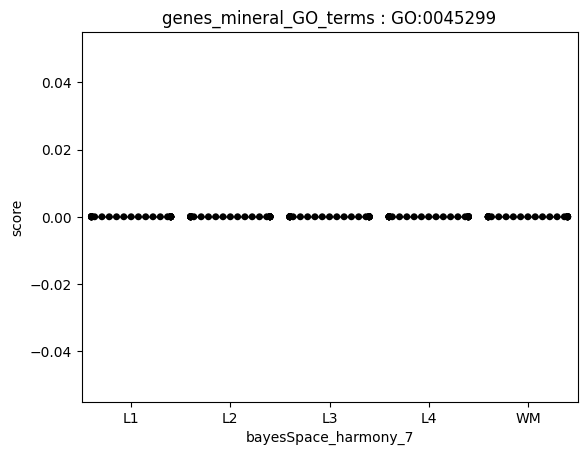 genes_mineral_GO_terms : GO:0045299
0.04
0.02
0.00
−0.02
−0.04
score
L1 L2 L3 L4 WM
bayesSpace_harmony_7